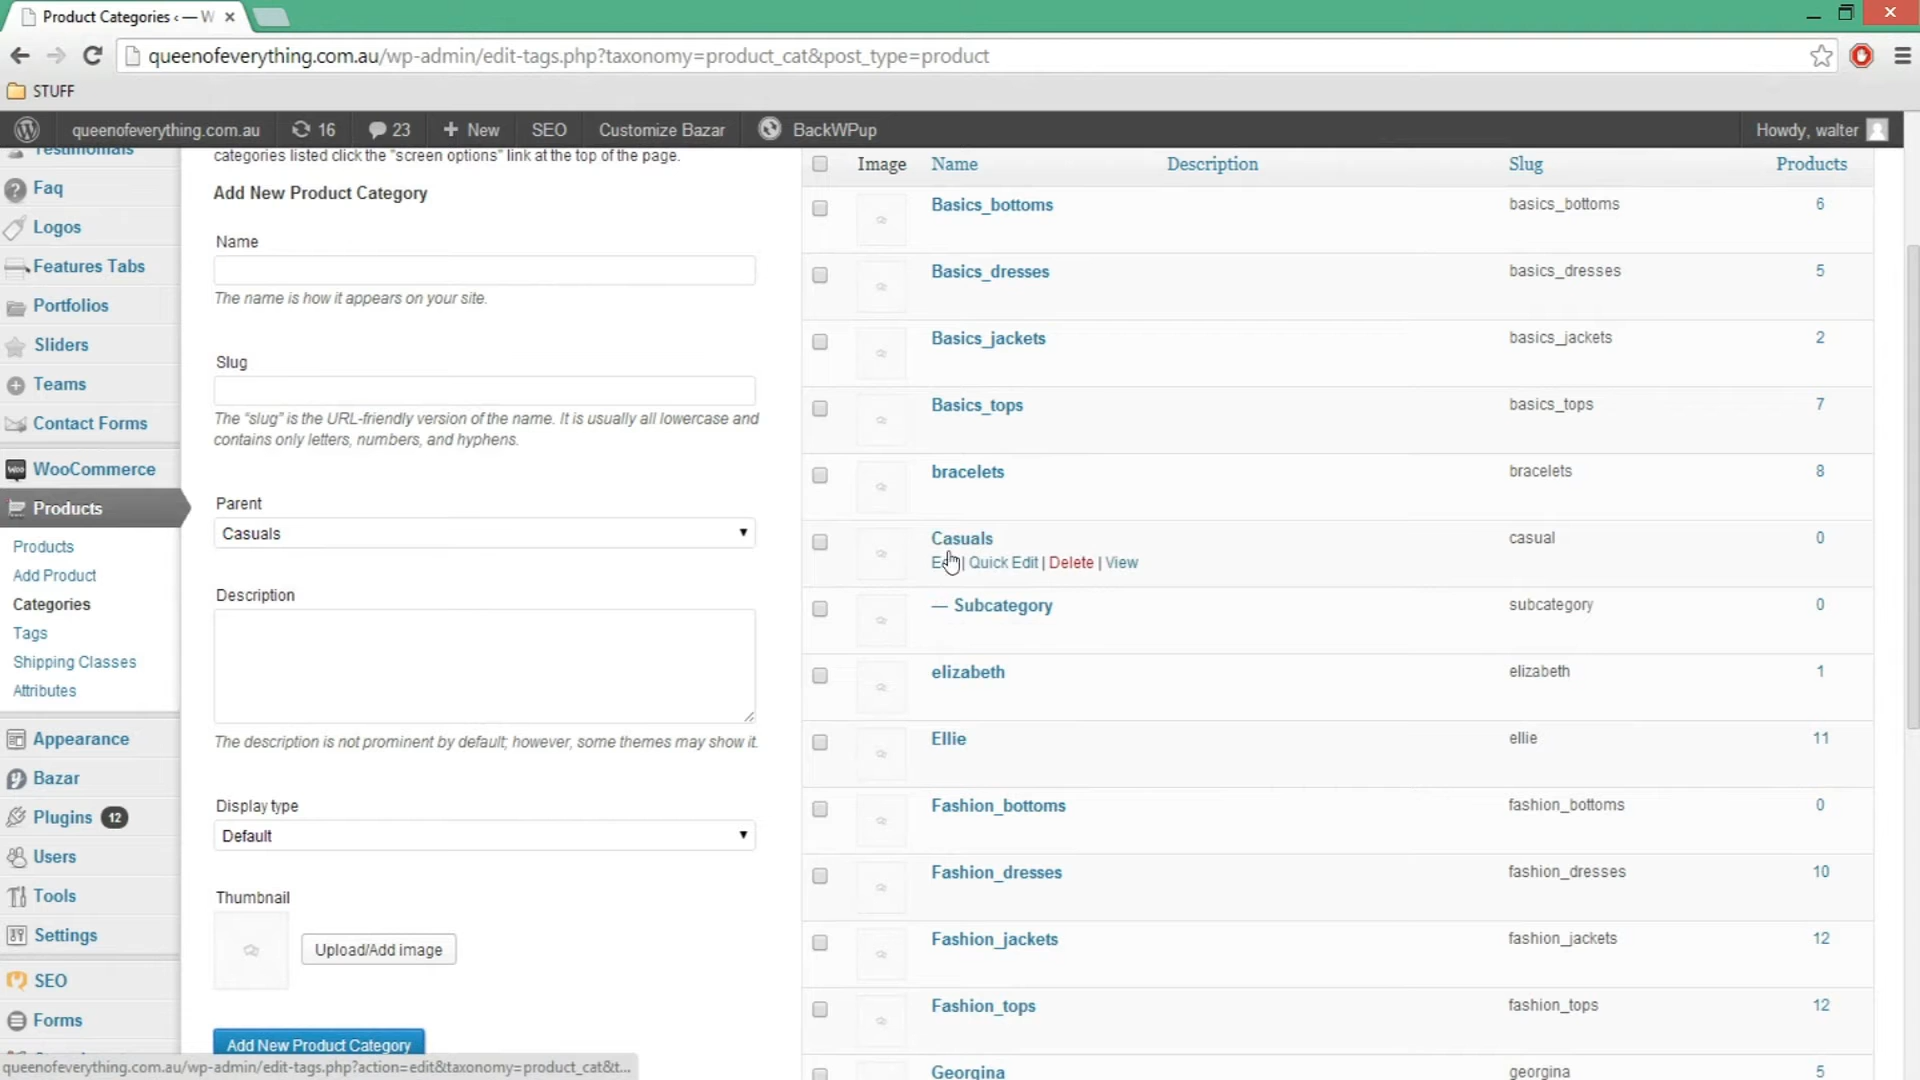 Product Categories ‹ — W
queenofeverything.com.au/wp-admin/edit-tags.php?taxonomy=product_cat&post_type=product
STUFF
queenofeverything.com.au 16 23 + New SEO Customize Bazar BackWPup Howdy, walter
Testimonials
Faq
Logos
Features Tabs
Portfolios
Sliders
Teams
Contact Forms
WooCommerce
Products
Products
Add Product
Categories
Tags
Shipping Classes
Attributes
Appearance
Bazar
Plugins 12
Users
Tools
Settings
SEO
Forms
categories listed click the "screen options" link at the top of the page.
Add New Product Category
Name
The name is how it appears on your site.
Slug
The “slug” is the URL-friendly version of the name. It is usually all lowercase and
contains only letters, numbers, and hyphens.
Parent
Casuals
Description
The description is not prominent by default; however, some themes may show it.
Display type
Default
Thumbnail
Upload/Add image
Add New Product Category
Image Name Description Slug Products
Basics_bottoms basics_bottoms 6
Basics_dresses basics_dresses 5
Basics_jackets basics_jackets 2
Basics_tops basics_tops 7
bracelets bracelets 8
Casuals casual 0
Quick Edit | Delete | View
— Subcategory subcategory 0
elizabeth elizabeth 1
Ellie ellie 11
Fashion_bottoms fashion_bottoms 0
Fashion_dresses fashion_dresses 10
Fashion_jackets fashion_jackets 12
Fashion_tops fashion_tops 12
Georgina georgina 5
queenofeverything.com.au/wp-admin/edit-tags.php?action=edit&taxonomy=product_cat&t...